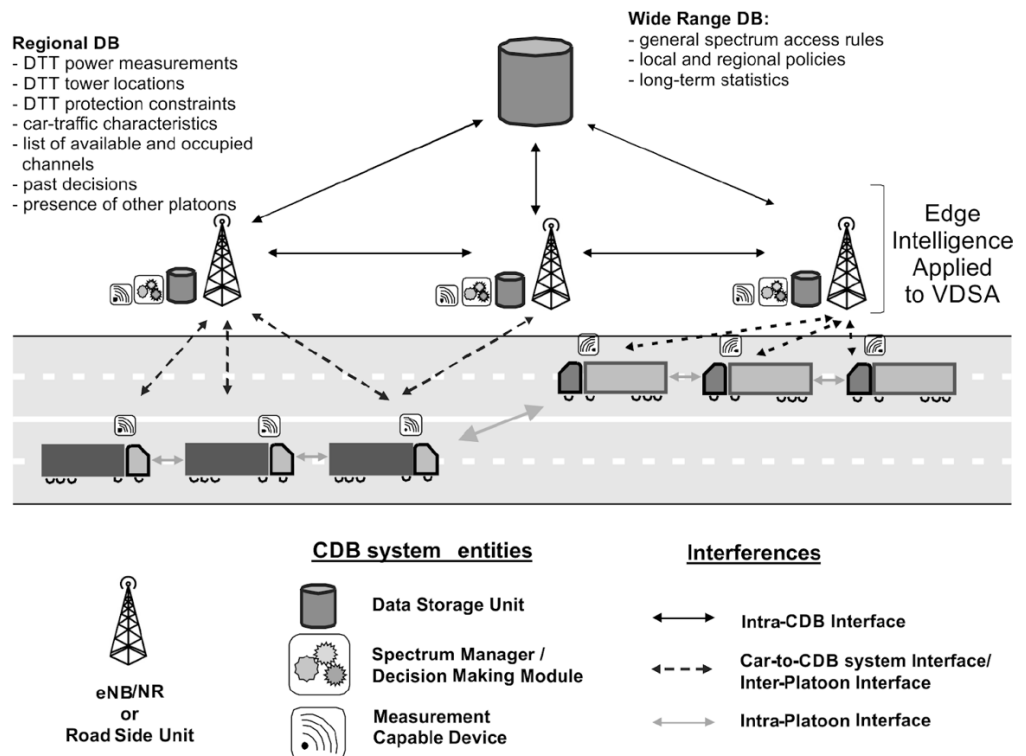 Regional DB
- DTT power measurements
- DTT tower locations
- DTT protection constraints
- car-traffic characteristics
- list of available and occupied
channels
- past decisions
- presence of other platoons
Wide Range DB:
- general spectrum access rules
- local and regional policies
- long-term statistics
Edge
Intelligence
Applied
to VDSA
eNB/NR
or
Road Side Unit
CDB system entities
Data Storage Unit
Spectrum Manager /
Decision Making Module
Measurement
Capable Device
Interferences
Intra-CDB Interface
Car-to-CDB system Interface/
Inter-Platoon Interface
Intra-Platoon Interface